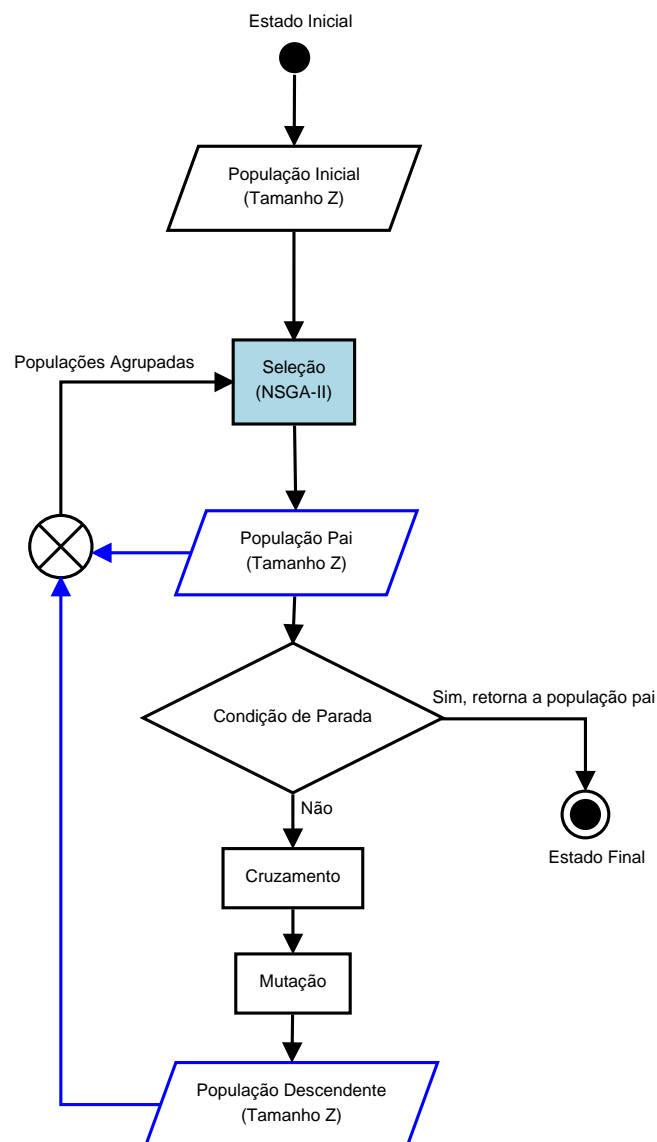 Estado Inicial
População Inicial
(Tamanho Z)
Populações Agrupadas
Seleção
(NSGA-II)
População Pai
(Tamanho Z)
Condição de Parada
Sim, retorna a população pai
Não
Estado Final
Cruzamento
Mutação
População Descendente
(Tamanho Z)